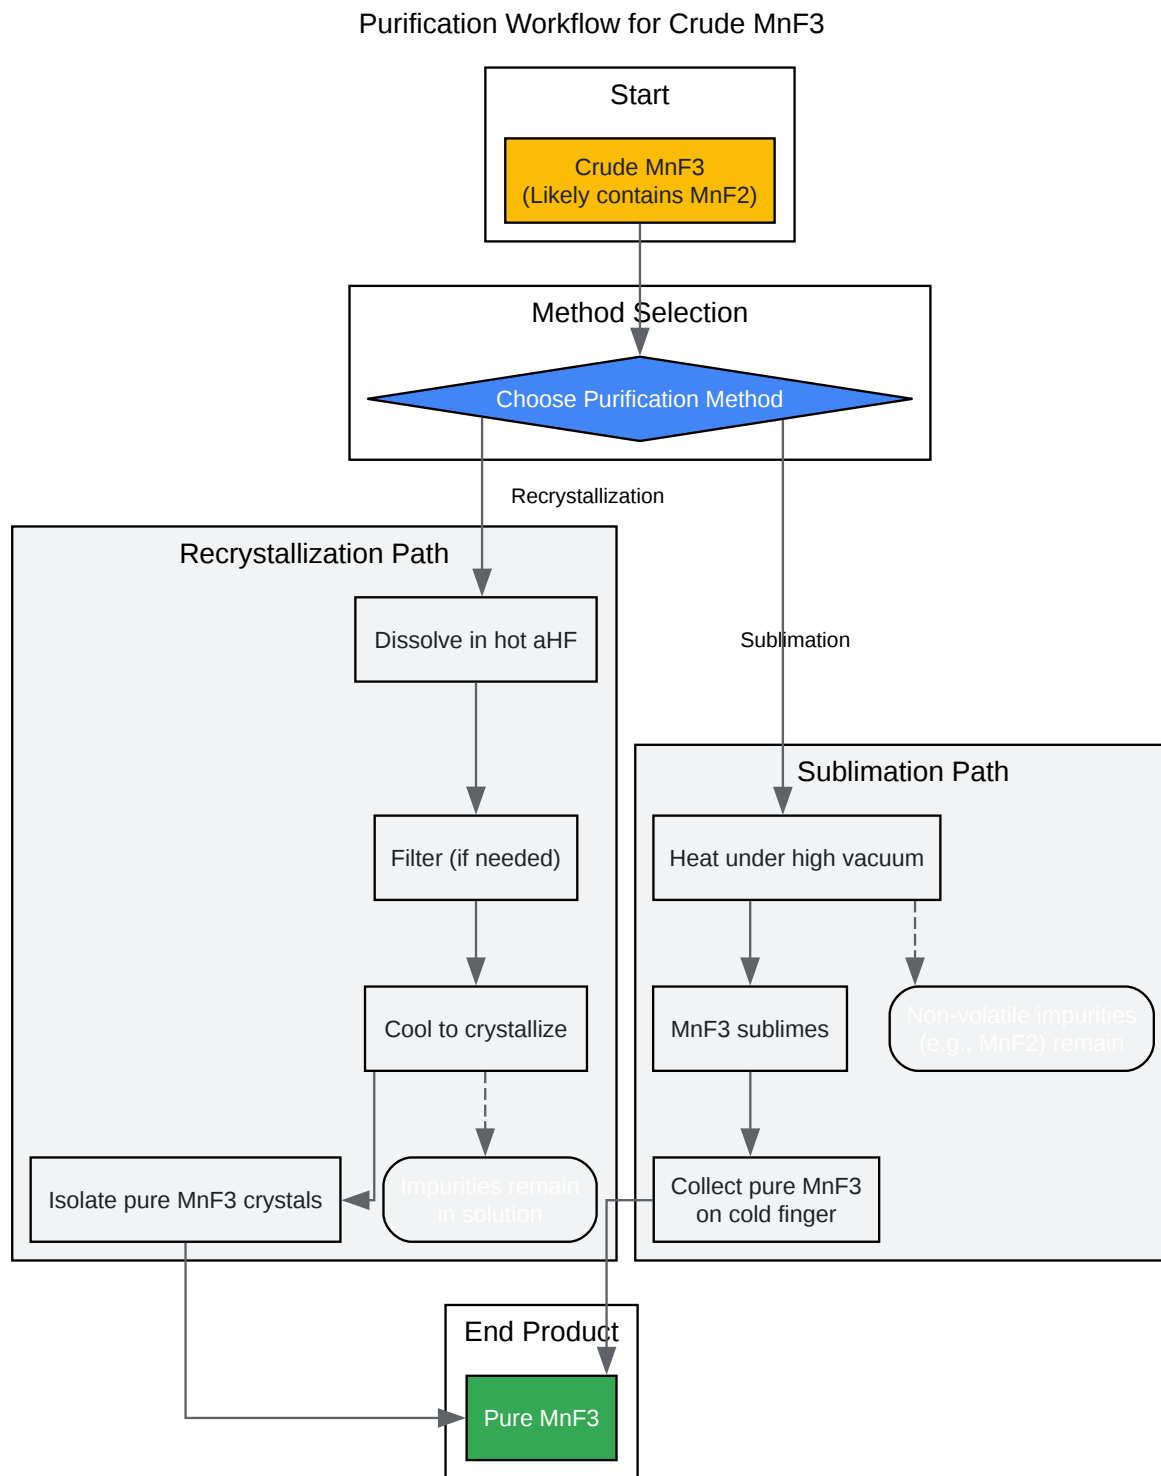 Purification Workflow for Crude MnF3
Start
Crude MnF3
(Likely contains MnF2)
Method Selection
Choose Purification Method
Recrystallization
Recrystallization Path
Dissolve in hot aHF
Filter (if needed)
Cool to crystallize
Isolate pure MnF3 crystals
Impurities remain
in solution
Sublimation
Sublimation Path
Heat under high vacuum
MnF3 sublimes
Non-volatile impurities
(e.g., MnF2) remain
Collect pure MnF3
on cold finger
End Product
Pure MnF3